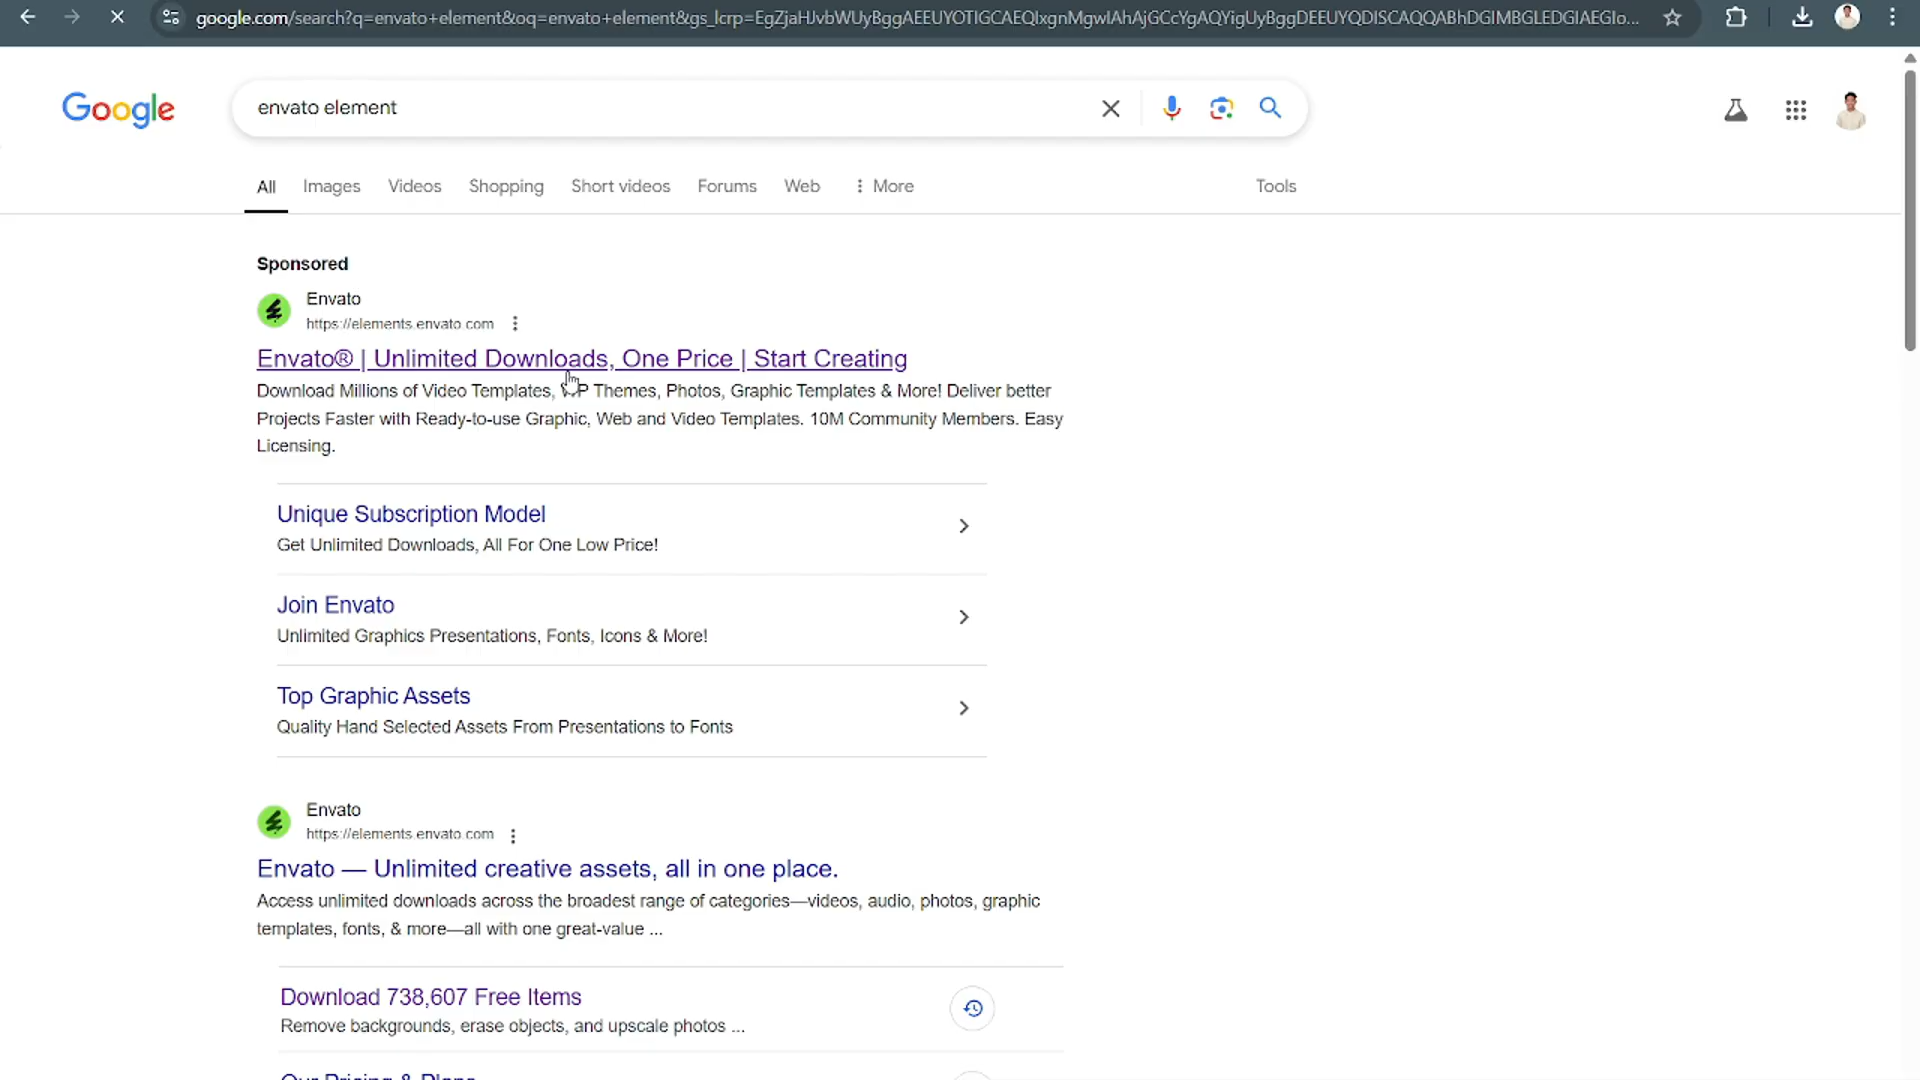 google.com/search?q=envato+element&oq=envato+element&gs_lcrp=EgZjaHJvbWUyBggAEEUYOTIGCAEQIxgnMgwIAhAjGCcYgAQYigUyBggDEEUYQDISCAQQABhDGIMBGLEDGIAEGIo...
Google
envato element
All Images Videos Shopping Short videos Forums Web More Tools
Sponsored
Envato
https://elements.envato.com
Envato® | Unlimited Downloads, One Price | Start Creating
Download Millions of Video Templates, Themes, Photos, Graphic Templates & More! Deliver better
Projects Faster with Ready-to-use Graphic, Web and Video Templates. 10M Community Members. Easy
Licensing.
Unique Subscription Model
Get Unlimited Downloads, All For One Low Price!
Join Envato
Unlimited Graphics Presentations, Fonts, Icons & More!
Top Graphic Assets
Quality Hand Selected Assets From Presentations to Fonts
Envato
https://elements.envato.com
Envato — Unlimited creative assets, all in one place.
Access unlimited downloads across the broadest range of categories—videos, audio, photos, graphic
templates, fonts, & more—all with one great-value ...
Download 738,607 Free Items
Remove backgrounds, erase objects, and upscale photos ...
Our Pricing & Plans